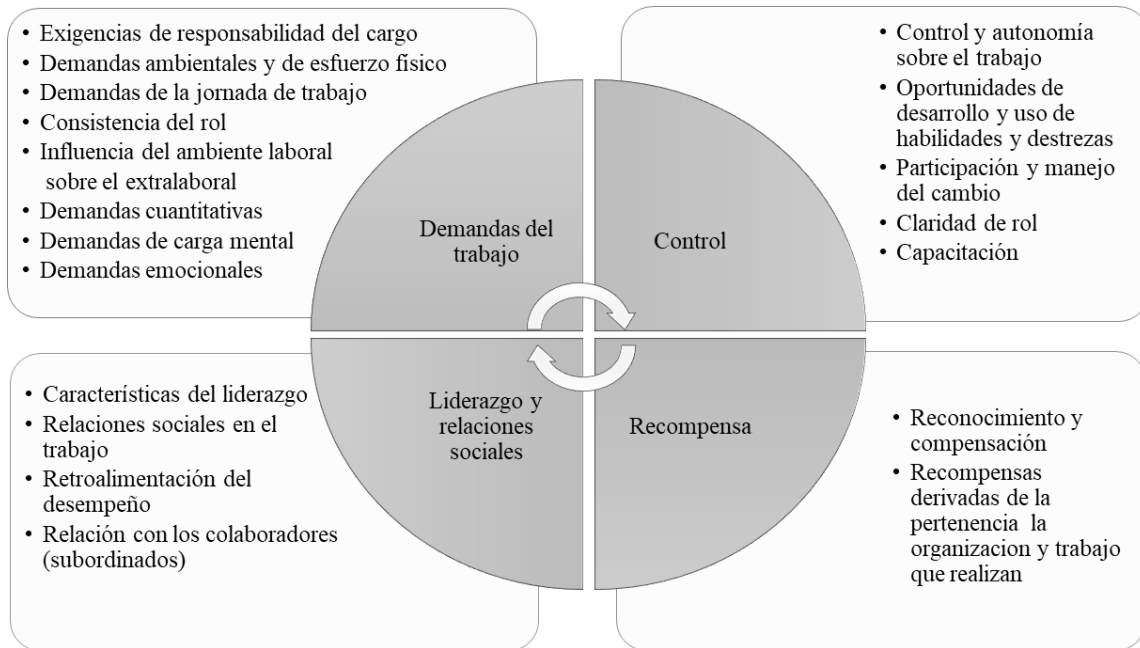 • Exigencias de responsabilidad del cargo
• Demandas ambientales y de esfuerzo físico
• Demandas de la jornada de trabajo
• Consistencia del rol
• Influencia del ambiente laboral
sobre el extralaboral
• Demandas cuantitativas
• Demandas de carga mental
• Demandas emocionales
Demandas del
trabajo
Control
• Control y autonomía
sobre el trabajo
• Oportunidades de
desarrollo y uso de
habilidades y destrezas
• Participación y manejo
del cambio
• Claridad de rol
• Capacitación
• Características del liderazgo
• Relaciones sociales en el
trabajo
• Retroalimentación del
desempeño
• Relación con los colaboradores
(subordinados)
Liderazgo y
relaciones
sociales
Recompensa
• Reconocimiento y
compensación
• Recompensas
derivadas de la
pertenencia la
organizacion y trabajo
que realizan